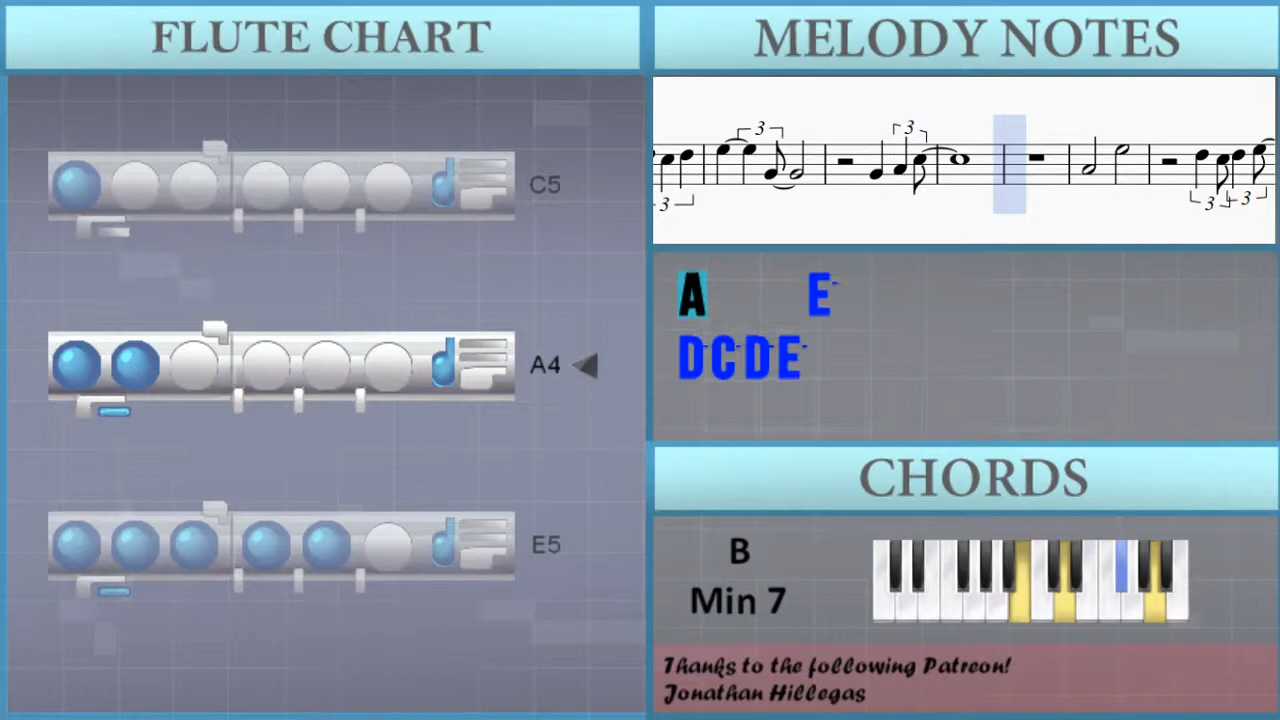 FLUTE CHART
C5
A4
E5
MELODY NOTES
3 3 3 3 3
A E
D C D E
CHORDS
B
Min 7
Thanks to the following Patreon!
Jonathan Hillegas